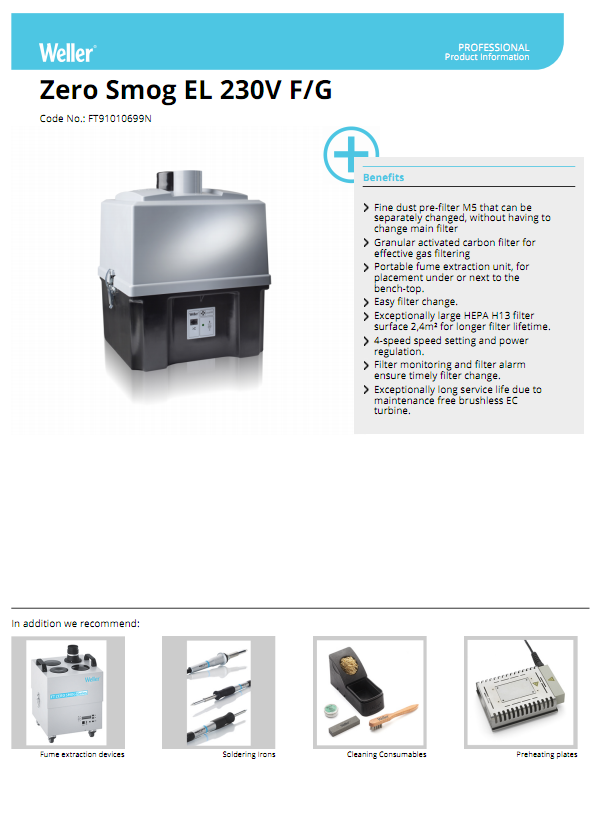 Weller®
PROFESSIONAL
Product Information
Zero Smog EL 230V F/G
Code No.: FT91010699N
Benefits
Fine dust pre-filter M5 that can be
separately changed, without having to
change main filter
Granular activated carbon filter for
effective gas filtering
Portable fume extraction unit, for
placement under or next to the
bench-top.
Easy filter change.
Exceptionally large HEPA H13 filter
surface 2,4m² for longer filter lifetime.
4-speed speed setting and power
regulation.
Filter monitoring and filter alarm
ensure timely filter change.
Exceptionally long service life due to
maintenance free brushless EC
turbine.
Weller
In addition we recommend:
Weller
Fume extraction devices
Soldering Irons
Cleaning Consumables
Preheating plates